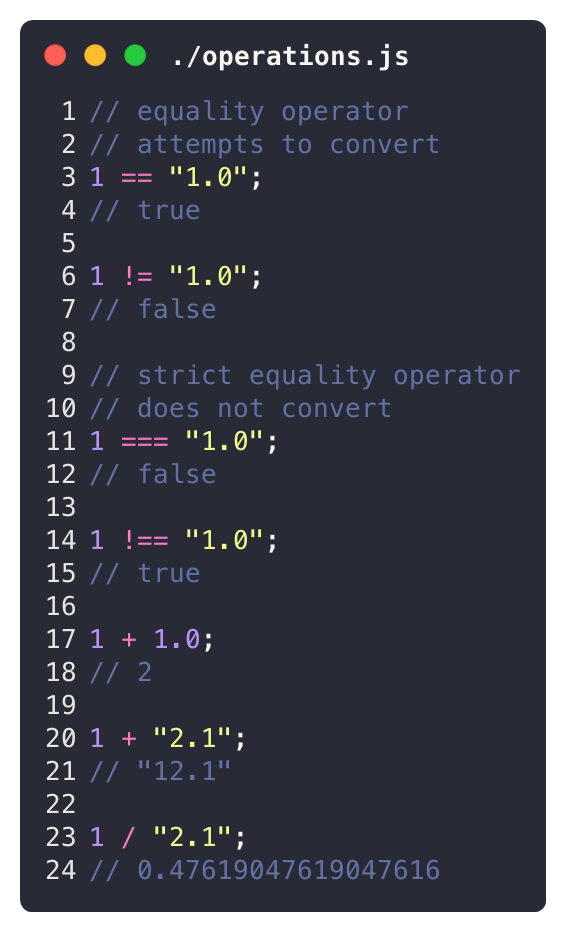 ./operations.js
1 // equality operator
2 // attempts to convert
3 1 == "1.0";
4 // true
5
6 1 != "1.0";
7 // false
8
9 // strict equality operator
10 // does not convert
11 1 === "1.0";
12 // false
13
14 1 !== "1.0";
15 // true
16
17 1 + 1.0;
18 // 2
19
20 1 + "2.1";
21 // "12.1"
22
23 1 / "2.1";
24 // 0.47619047619047616